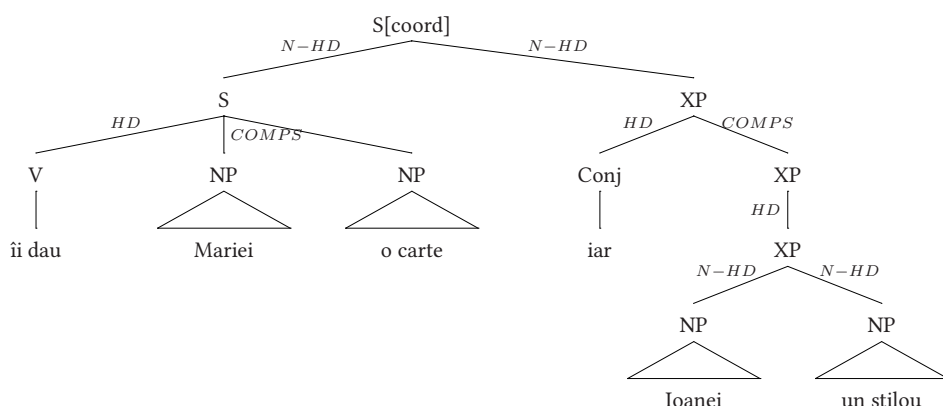 S[coord]
N−HD N−HD
S XP
HD COMPS HD COMPS
V NP NP Conj XP
HD
îi dau Mariei o carte iar XP
N−HD N−HD
NP NP
Ioanei un stilou